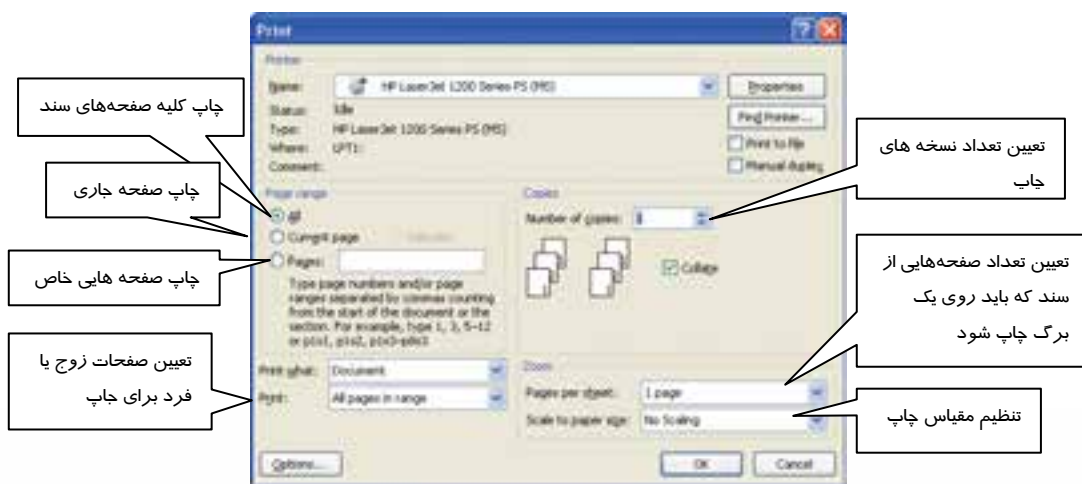 Print
Printer
Name: HP LaserJet 1200 Series PS (MS)
Properties
Status: Idle
Find Printer...
Type: HP LaserJet 1200 Series PS (MS)
Where: LPT1:
Print to file
Comment:
Manual duplex
Page range
All
Current page
Selection
Pages:
Type page numbers and/or page
ranges separated by commas counting
from the start of the document or the
section. For example, type 1, 3, 5-12
or p1s1, p1s2, p1s3-p8s3
Copies
Number of copies: 1
Collate
Print what: Document
Print: All pages in range
Zoom
Pages per sheet: 1 page
Scale to paper size: No Scaling
Options...
OK
Cancel
چاپ کلیه صفحه‌های سند
چاپ صفحه جاری
چاپ صفحه هایی خاص
تعیین صفحات زوج یا
فرد برای چاپ
تعیین تعداد نسخه های
چاپ
تعیین تعداد صفحه‌هایی از
سند که باید روی یک
برگ چاپ شود
تنظیم مقیاس چاپ